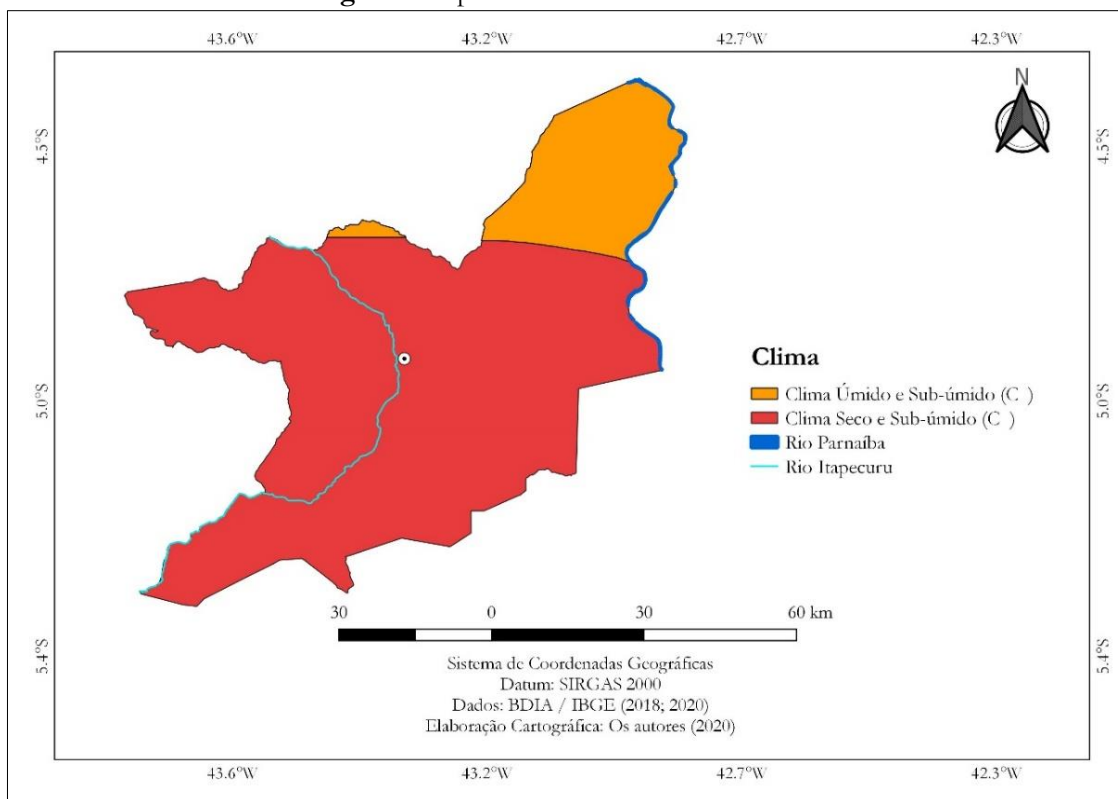 43.6°W 43.2°W 42.7°W 42.3°W
N
4.5°S 4.5°S
5.0°S 5.0°S
Clima
Clima Úmido e Sub-úmido (C )
Clima Seco e Sub-úmido (C )
Rio Parnaíba
Rio Itapecuru
30 0 30 60 km
5.4°S 5.4°S
Sistema de Coordenadas Geográficas
Datum: SIRGAS 2000
Dados: BDIA / IBGE (2018; 2020)
Elaboração Cartográfica: Os autores (2020)
43.6°W 43.2°W 42.7°W 42.3°W